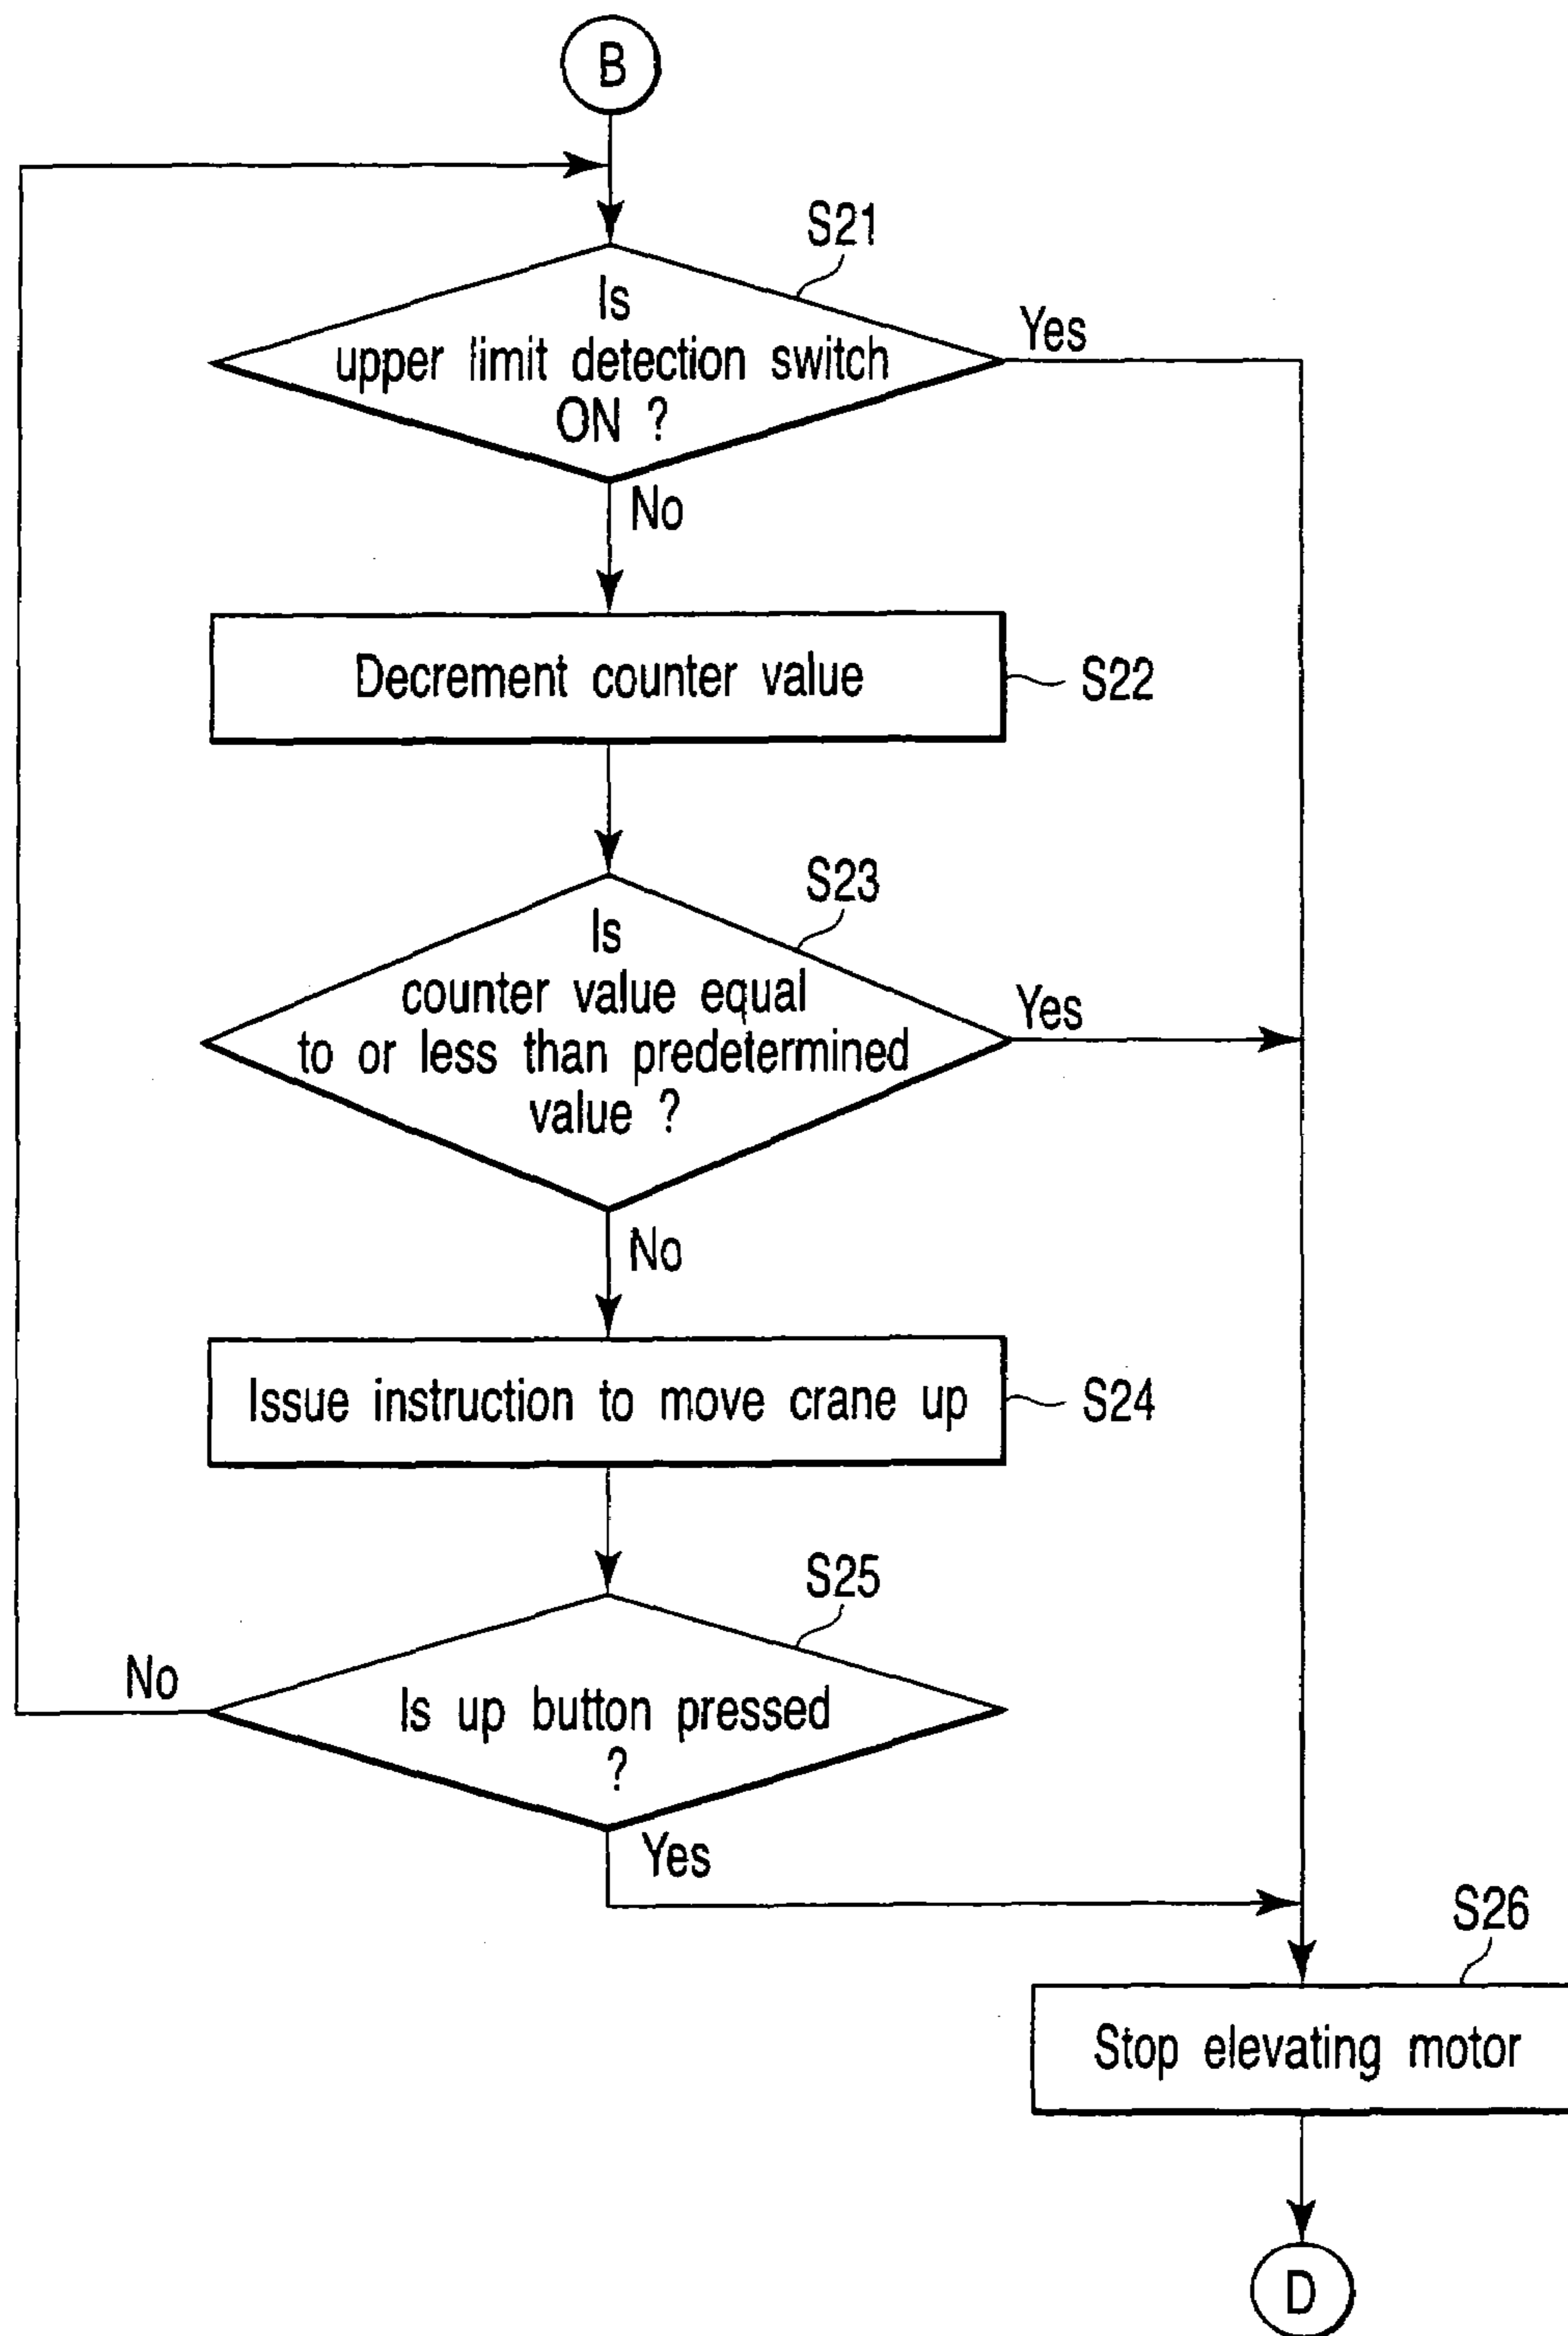 B
S21
Is
upper limit detection switch
ON ?
Yes
No
Decrement counter value
S22
S23
Is
counter value equal
to or less than predetermined
value ?
Yes
No
Issue instruction to move crane up
S24
S25
Is up button pressed
?
No
Yes
S26
Stop elevating motor
D